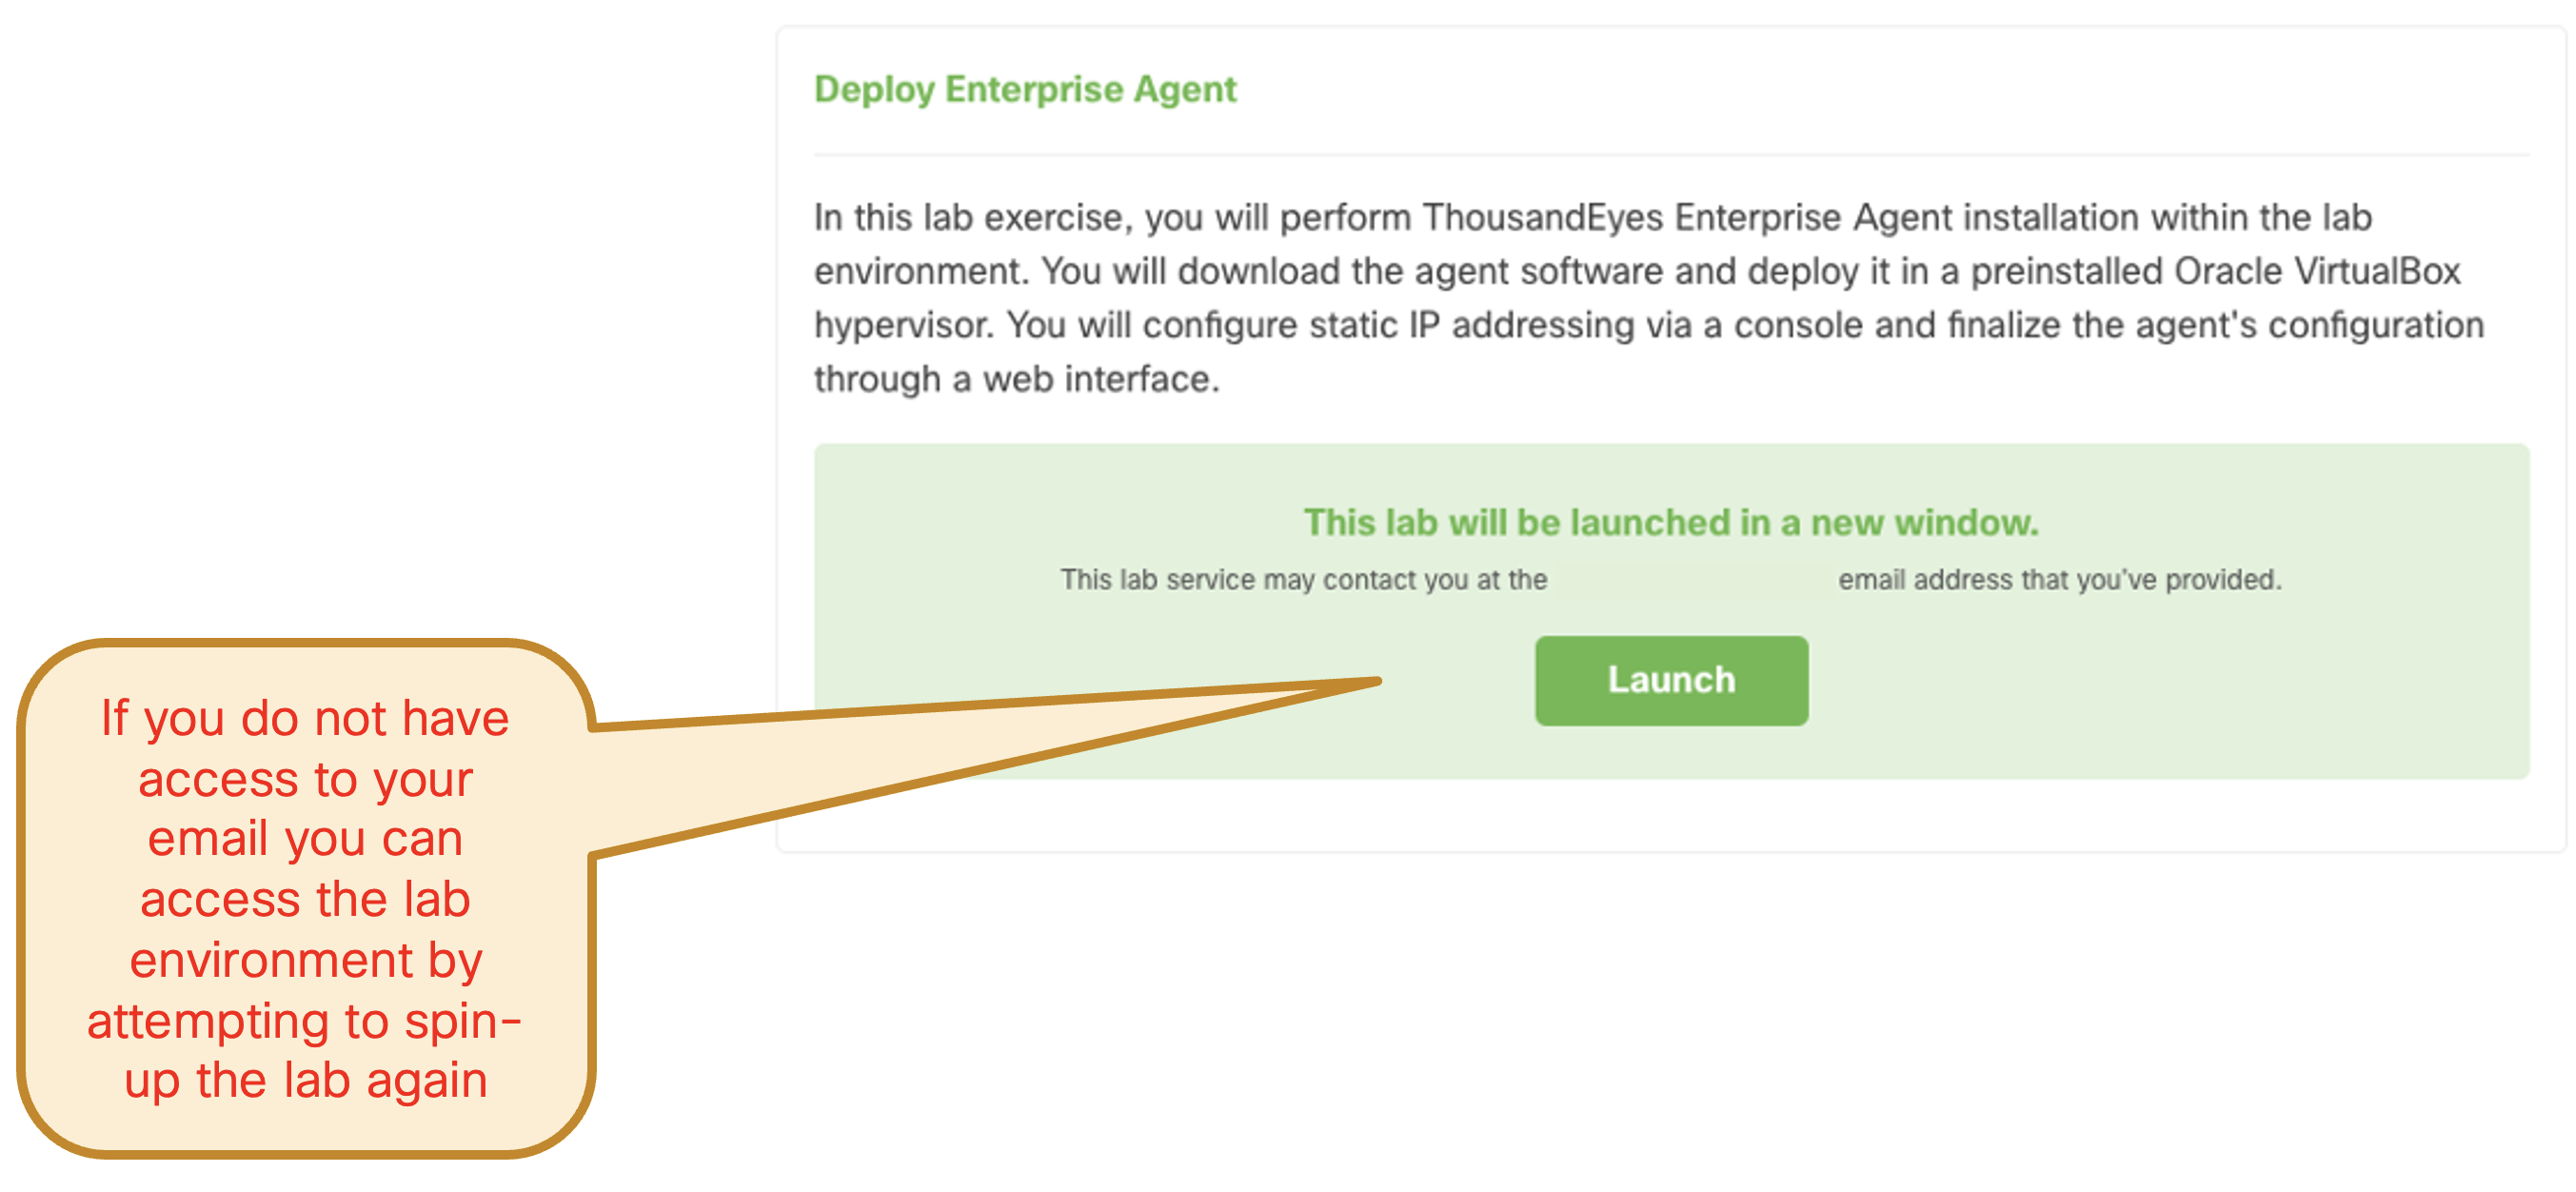 Deploy Enterprise Agent
In this lab exercise, you will perform ThousandEyes Enterprise Agent installation within the lab
environment. You will download the agent software and deploy it in a preinstalled Oracle VirtualBox
hypervisor. You will configure static IP addressing via a console and finalize the agent's configuration
through a web interface.
This lab will be launched in a new window.
This lab service may contact you at the email address that you've provided.
Launch
If you do not have
access to your
email you can
access the lab
environment by
attempting to spin-
up the lab again